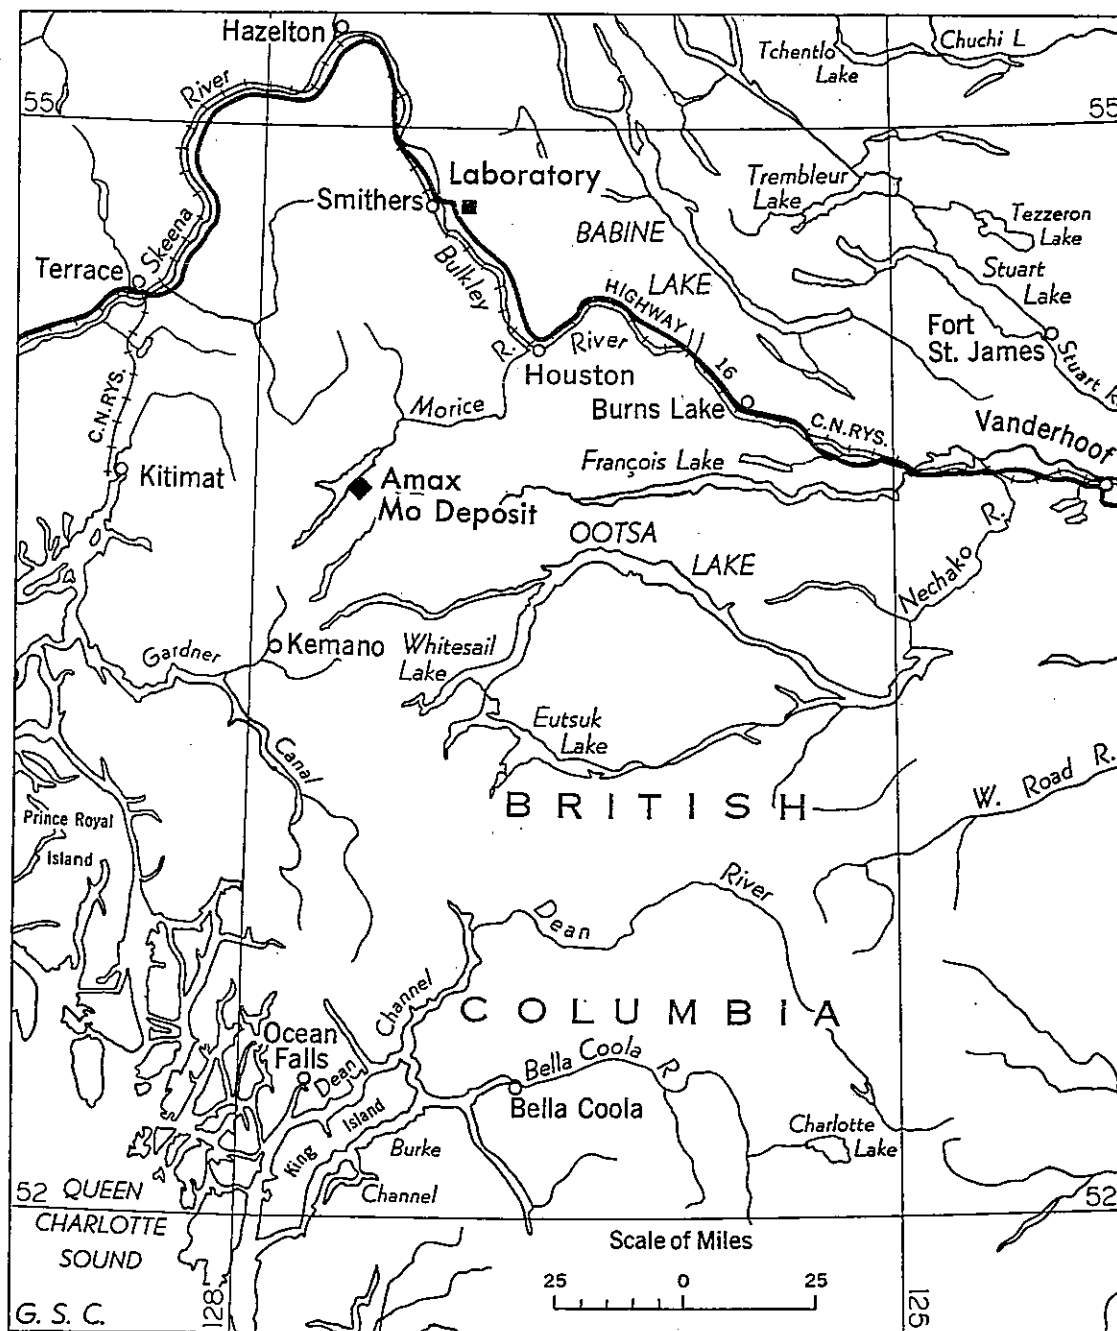 Hazelton
Tchentlo
Lake
Chuchi L
River
55
55
Laboratory
Smithers
Trembleur
Lake
Tezzeron
Lake
Skeena
BABINE
LAKE
Terrace
Bulkley
R.
Stuart
Lake
HIGHWAY
16
River
Houston
Fort
St. James
Stuart R.
C.N.RYS.
Morice
Burns Lake
C.N.RYS.
Vanderhoof
Kitimat
Amax
Mo Deposit
François Lake
OOTSA
LAKE
Nechako R.
Kemano
Gardner
Canal
Whitesail
Lake
Eutsuk
Lake
BRITISH
W. Road R.
Prince Royal
Island
Dean
River
Channel
COLUMBIA
Ocean
Falls
Dean
Bella Coola R
Bella Coola
King
Island
Burke
Channel
Charlotte
Lake
52
QUEEN
CHARLOTTE
SOUND
52
Scale of Miles
25 0 25
G. S. C.
128
125